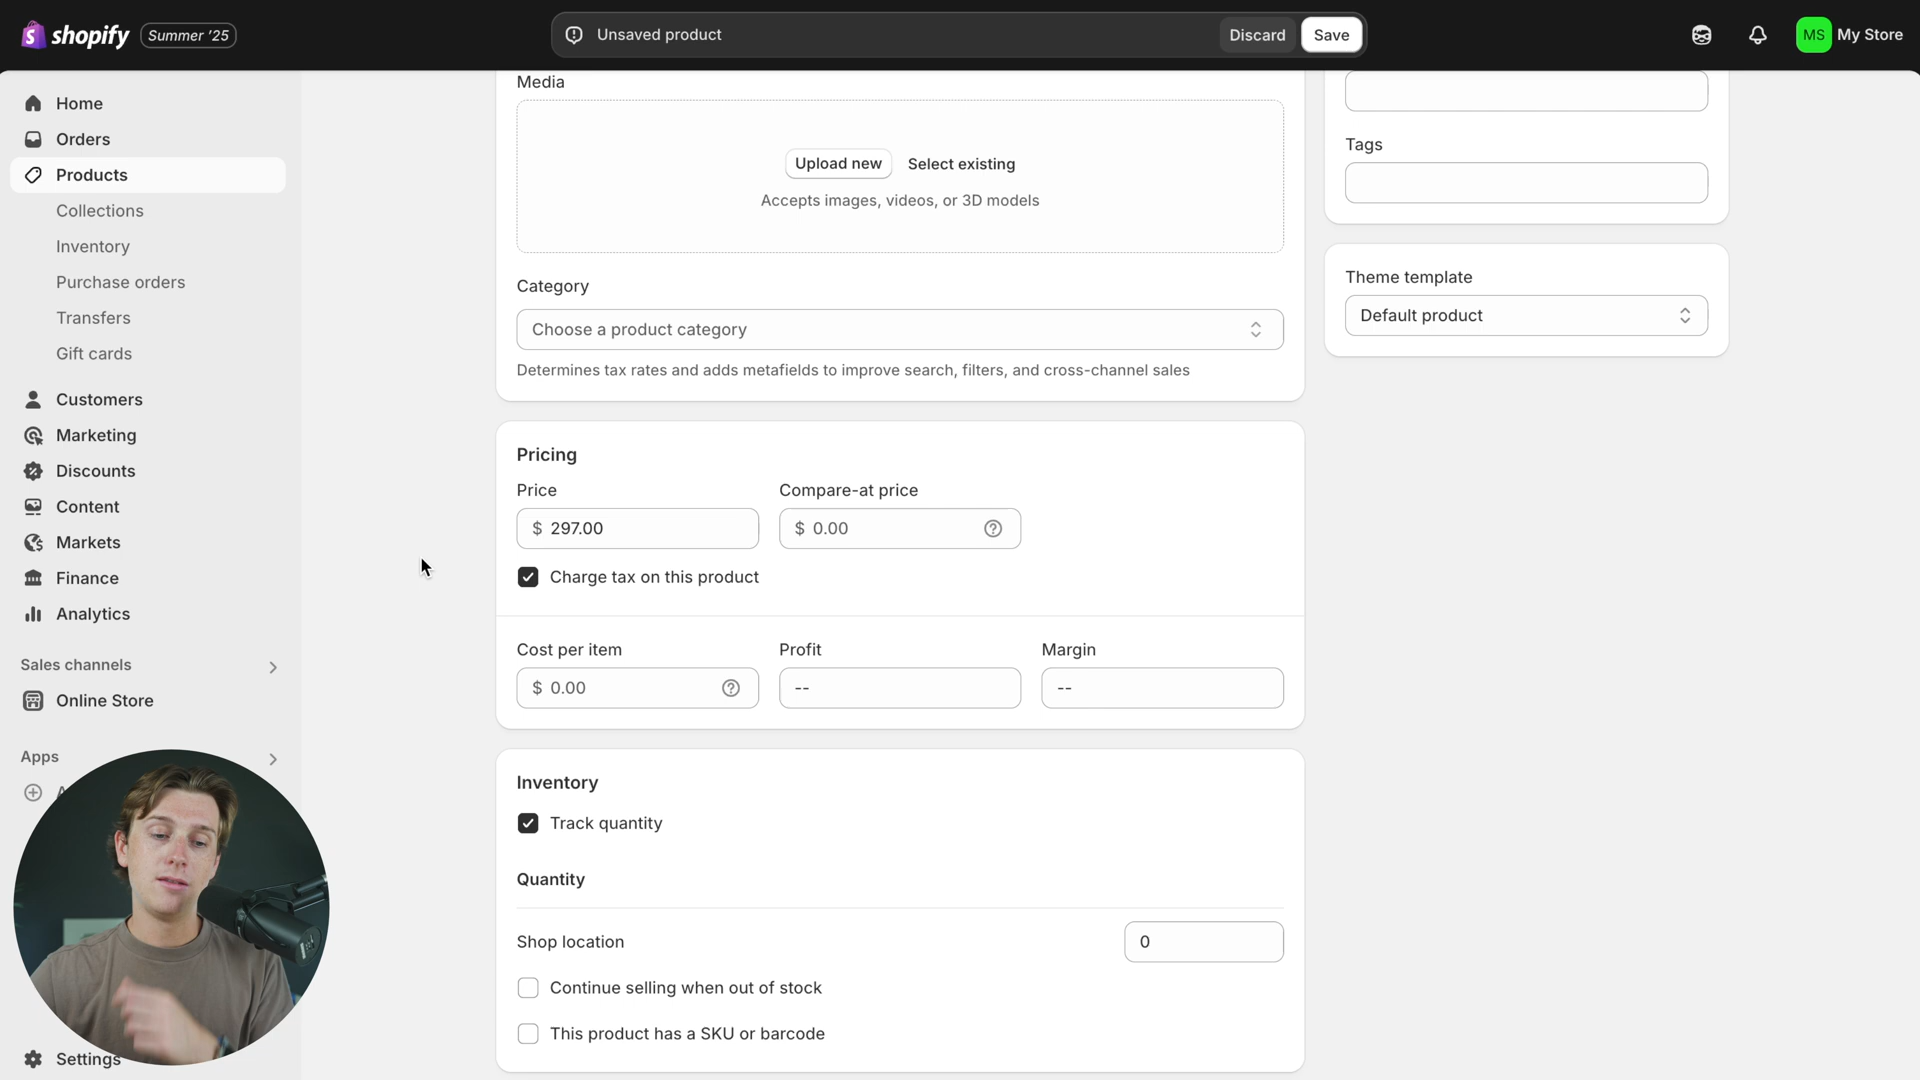 shopify
Summer '25
Unsaved product
Discard
Save
MS
My Store
Home
Orders
Products
Collections
Inventory
Purchase orders
Transfers
Gift cards
Customers
Marketing
Discounts
Content
Markets
Finance
Analytics
Sales channels
Online Store
Apps
Settings
Media
Upload new
Select existing
Accepts images, videos, or 3D models
Category
Choose a product category
Determines tax rates and adds metafields to improve search, filters, and cross-channel sales
Pricing
Price
Compare-at price
$ 297.00
$ 0.00
Charge tax on this product
Cost per item
Profit
Margin
$ 0.00
--
--
Inventory
Track quantity
Quantity
Shop location
0
Continue selling when out of stock
This product has a SKU or barcode
Tags
Theme template
Default product